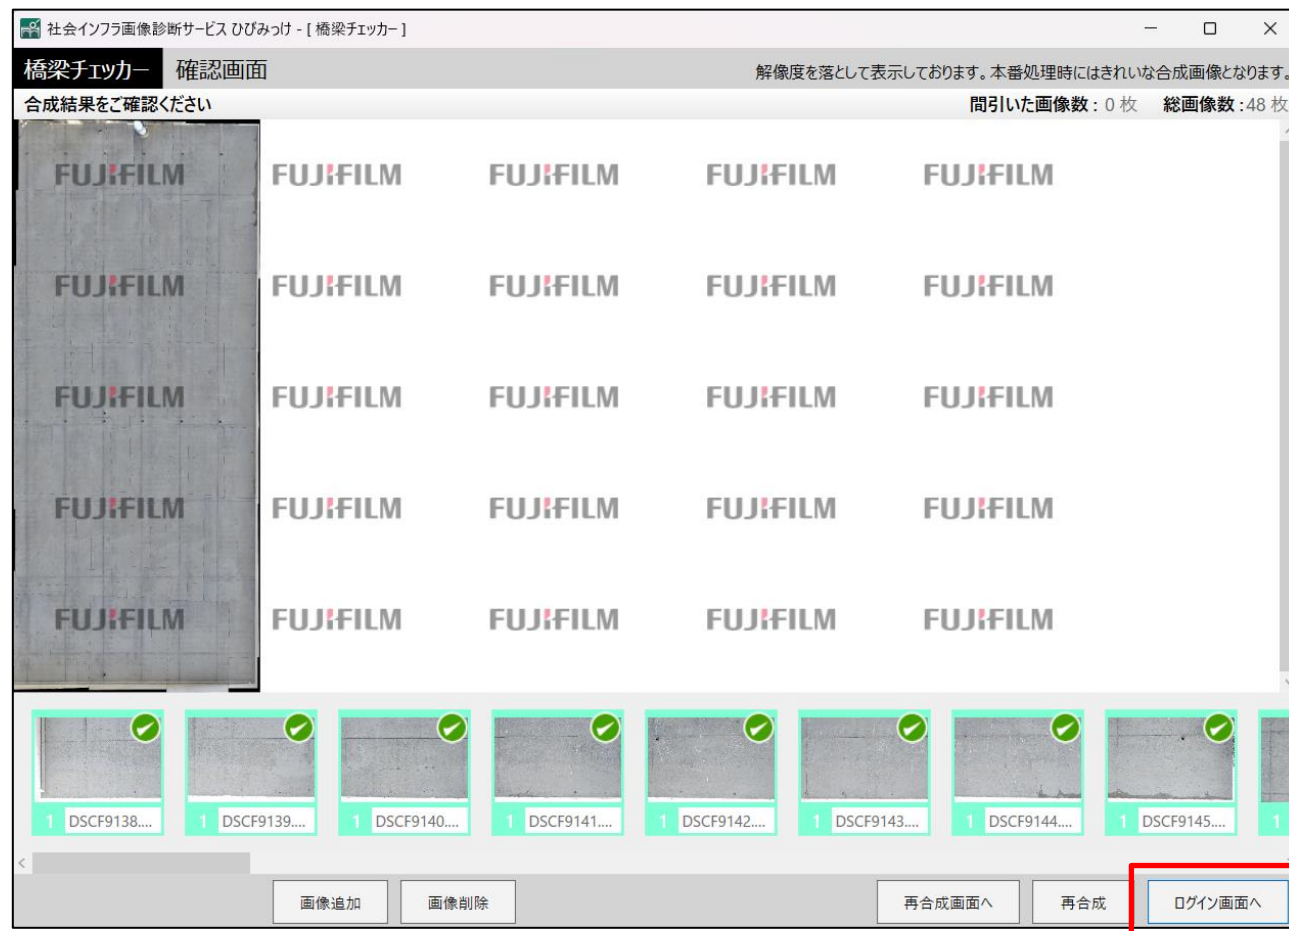 社会インフラ画像診断サービス ひびみっけ - [ 橋梁チェッカー ]
橋梁チェッカー 確認画面 解像度を落として表示しております。本番処理時にはきれいな合成画像となります。
合成結果をご確認ください 間引いた画像数 : 0 枚 総画像数 : 48 枚
FUJIFILM FUJIFILM FUJIFILM FUJIFILM FUJIFILM
FUJIFILM FUJIFILM FUJIFILM FUJIFILM FUJIFILM
FUJIFILM FUJIFILM FUJIFILM FUJIFILM FUJIFILM
FUJIFILM FUJIFILM FUJIFILM FUJIFILM FUJIFILM
FUJIFILM FUJIFILM FUJIFILM FUJIFILM FUJIFILM
1 DSCF9138.... 1 DSCF9139.... 1 DSCF9140.... 1 DSCF9141.... 1 DSCF9142.... 1 DSCF9143.... 1 DSCF9144.... 1 DSCF9145.... 1
画像追加 画像削除 再合成画面へ 再合成 ログイン画面へ